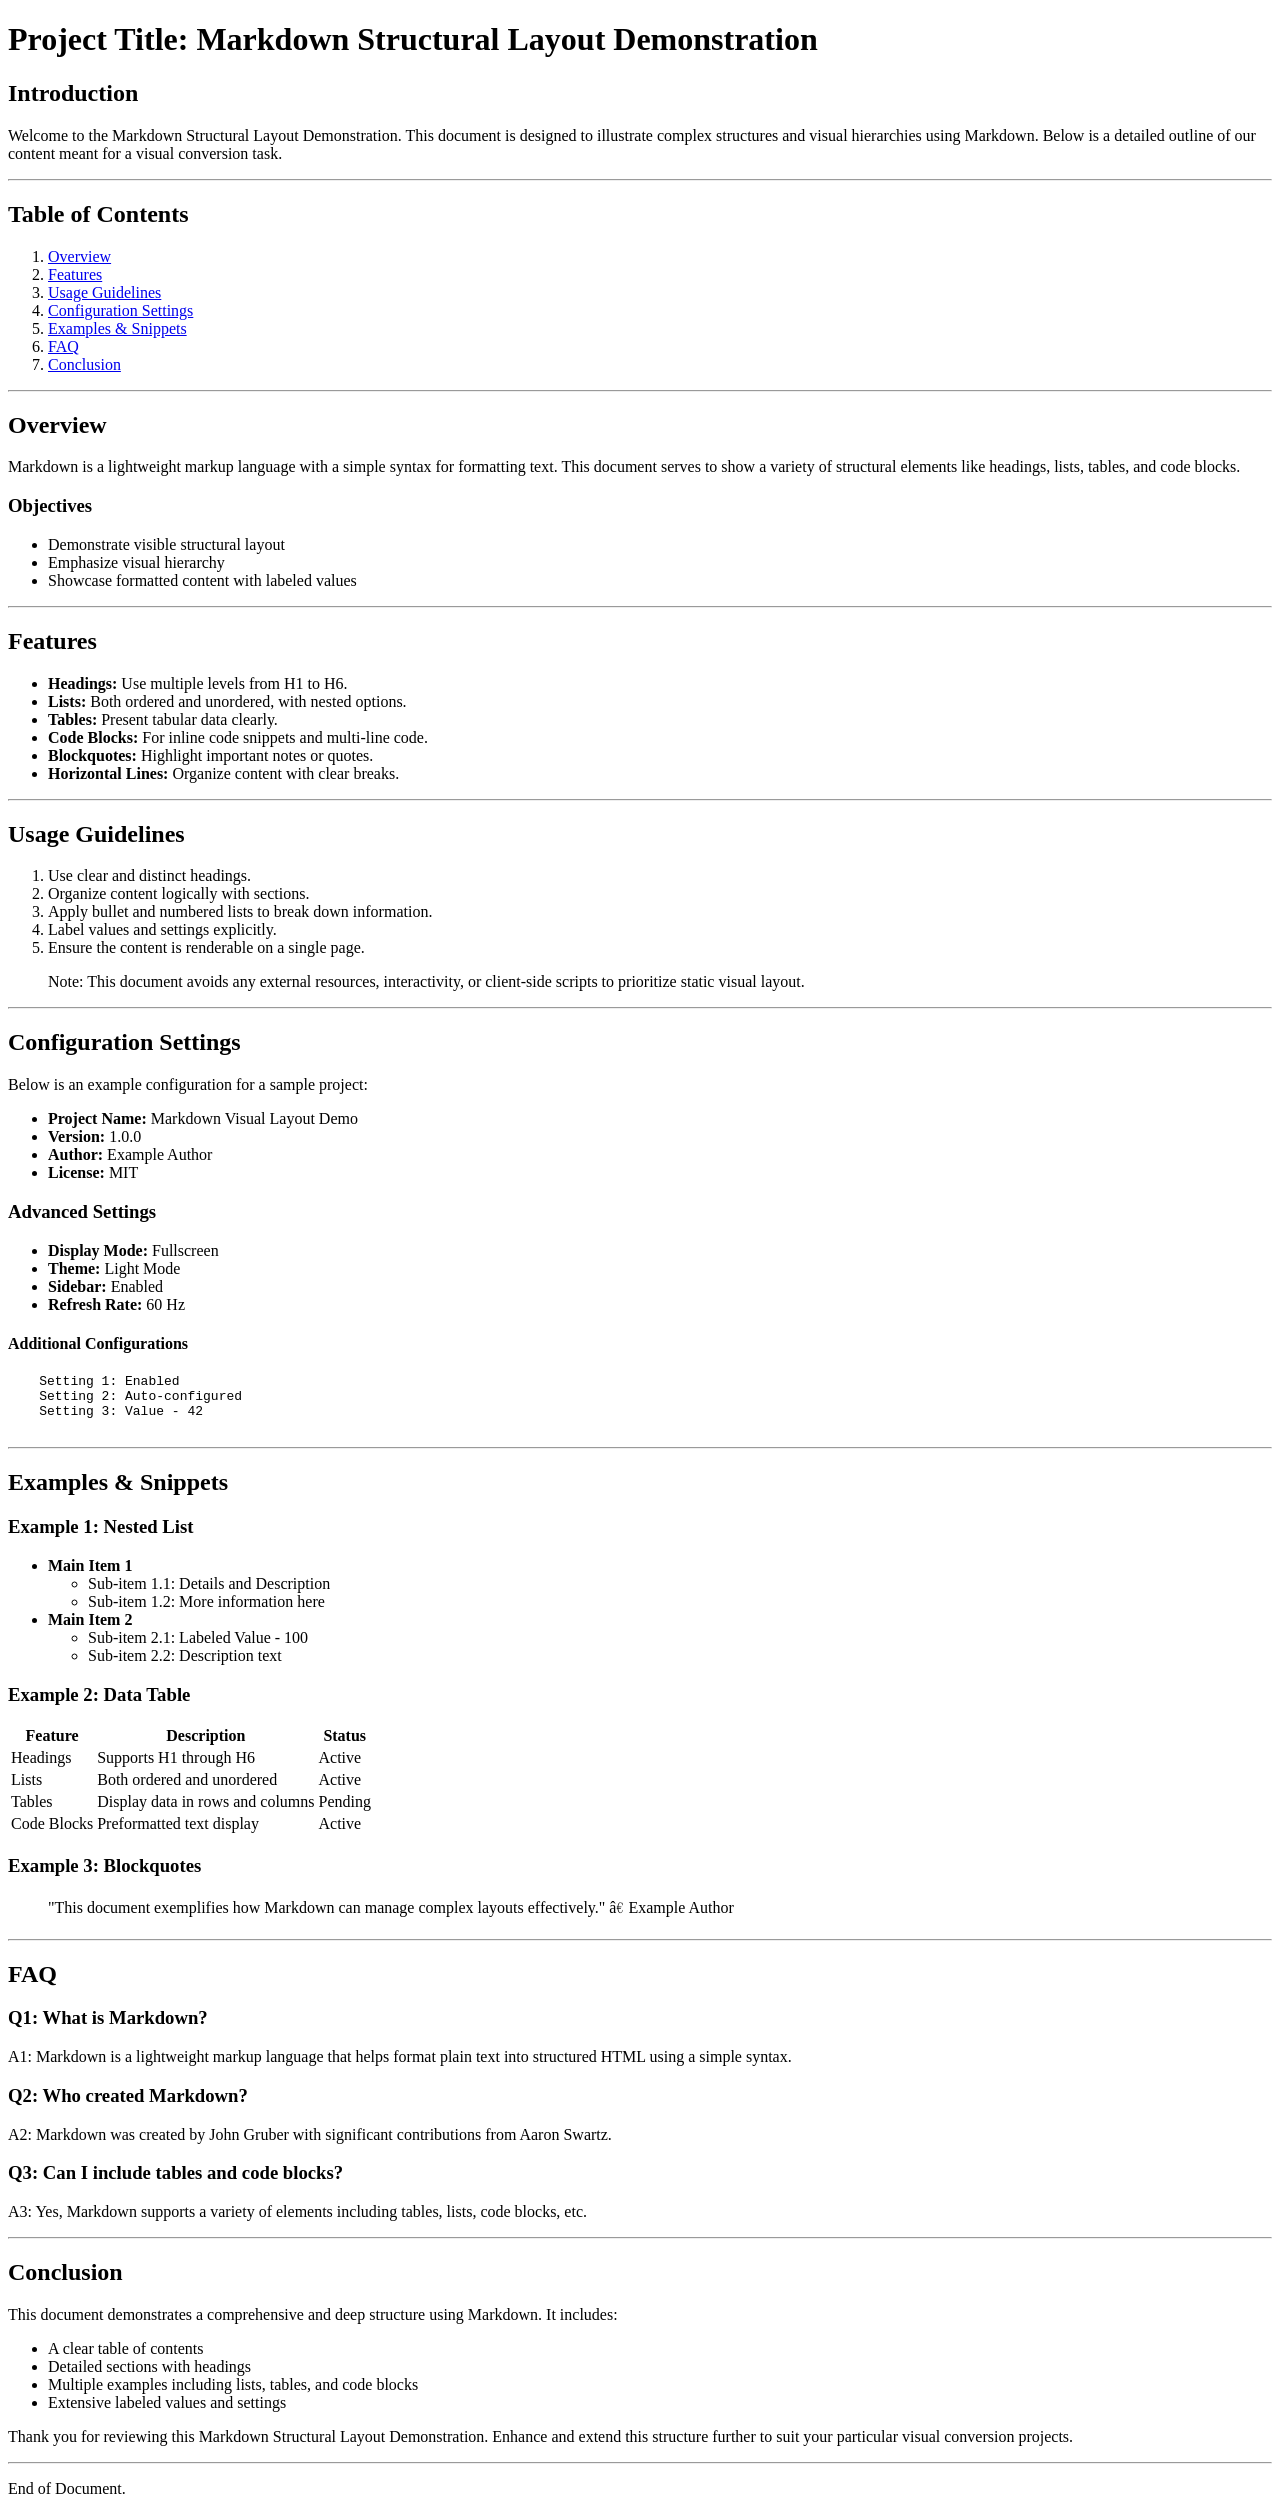 Project Title: Markdown Structural Layout Demonstration
Introduction
Welcome to the Markdown Structural Layout Demonstration. This document is designed to illustrate complex structures and visual hierarchies using Markdown. Below is a detailed outline of our
content meant for a visual conversion task.
Table of Contents
1. Overview
2. Features
3. Usage Guidelines
4. Configuration Settings
5. Examples & Snippets
6. FAQ
7. Conclusion
Overview
Markdown is a lightweight markup language with a simple syntax for formatting text. This document serves to show a variety of structural elements like headings, lists, tables, and code blocks.
Objectives
• Demonstrate visible structural layout
• Emphasize visual hierarchy
• Showcase formatted content with labeled values
Features
• Headings: Use multiple levels from H1 to H6.
• Lists: Both ordered and unordered, with nested options.
• Tables: Present tabular data clearly.
• Code Blocks: For inline code snippets and multi-line code.
• Blockquotes: Highlight important notes or quotes.
• Horizontal Lines: Organize content with clear breaks.
Usage Guidelines
1. Use clear and distinct headings.
2. Organize content logically with sections.
3. Apply bullet and numbered lists to break down information.
4. Label values and settings explicitly.
5. Ensure the content is renderable on a single page.
Note: This document avoids any external resources, interactivity, or client-side scripts to prioritize static visual layout.
Configuration Settings
Below is an example configuration for a sample project:
• Project Name: Markdown Visual Layout Demo
• Version: 1.0.0
• Author: Example Author
• License: MIT
Advanced Settings
• Display Mode: Fullscreen
• Theme: Light Mode
• Sidebar: Enabled
• Refresh Rate: 60 Hz
Additional Configurations
Setting 1: Enabled
Setting 2: Auto-configured
Setting 3: Value - 42
Examples & Snippets
Example 1: Nested List
• Main Item 1
◦ Sub-item 1.1: Details and Description
◦ Sub-item 1.2: More information here
• Main Item 2
◦ Sub-item 2.1: Labeled Value - 100
◦ Sub-item 2.2: Description text
Example 2: Data Table
Feature Description Status
Headings Supports H1 through H6 Active
Lists Both ordered and unordered Active
Tables Display data in rows and columns Pending
Code Blocks Preformatted text display Active
Example 3: Blockquotes
"This document exemplifies how Markdown can manage complex layouts effectively." â€ Example Author
FAQ
Q1: What is Markdown?
A1: Markdown is a lightweight markup language that helps format plain text into structured HTML using a simple syntax.
Q2: Who created Markdown?
A2: Markdown was created by John Gruber with significant contributions from Aaron Swartz.
Q3: Can I include tables and code blocks?
A3: Yes, Markdown supports a variety of elements including tables, lists, code blocks, etc.
Conclusion
This document demonstrates a comprehensive and deep structure using Markdown. It includes:
• A clear table of contents
• Detailed sections with headings
• Multiple examples including lists, tables, and code blocks
• Extensive labeled values and settings
Thank you for reviewing this Markdown Structural Layout Demonstration. Enhance and extend this structure further to suit your particular visual conversion projects.
End of Document.